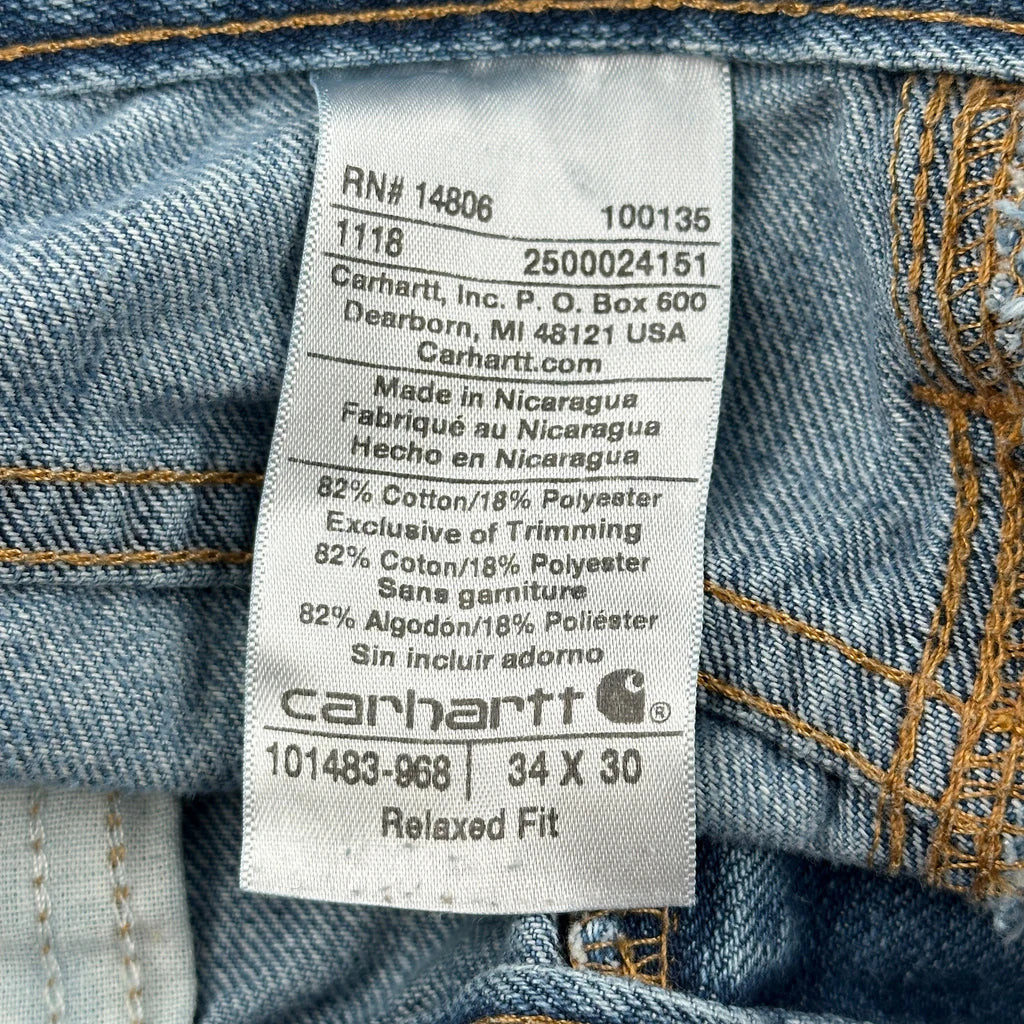 RN# 14806 100135
1118 2500024151
Carhartt, Inc. P. O. Box 600
Dearborn, MI 48121 USA
Carhartt.com
Made in Nicaragua
Fabriqué au Nicaragua
Hecho en Nicaragua
82% Cotton/18% Polyester
Exclusive of Trimming
82% Coton/18% Polyester
Sans garniture
82% Algodón/18% Poliéster
Sin incluir adorno
carhartt ®
101483-968 34 X 30
Relaxed Fit